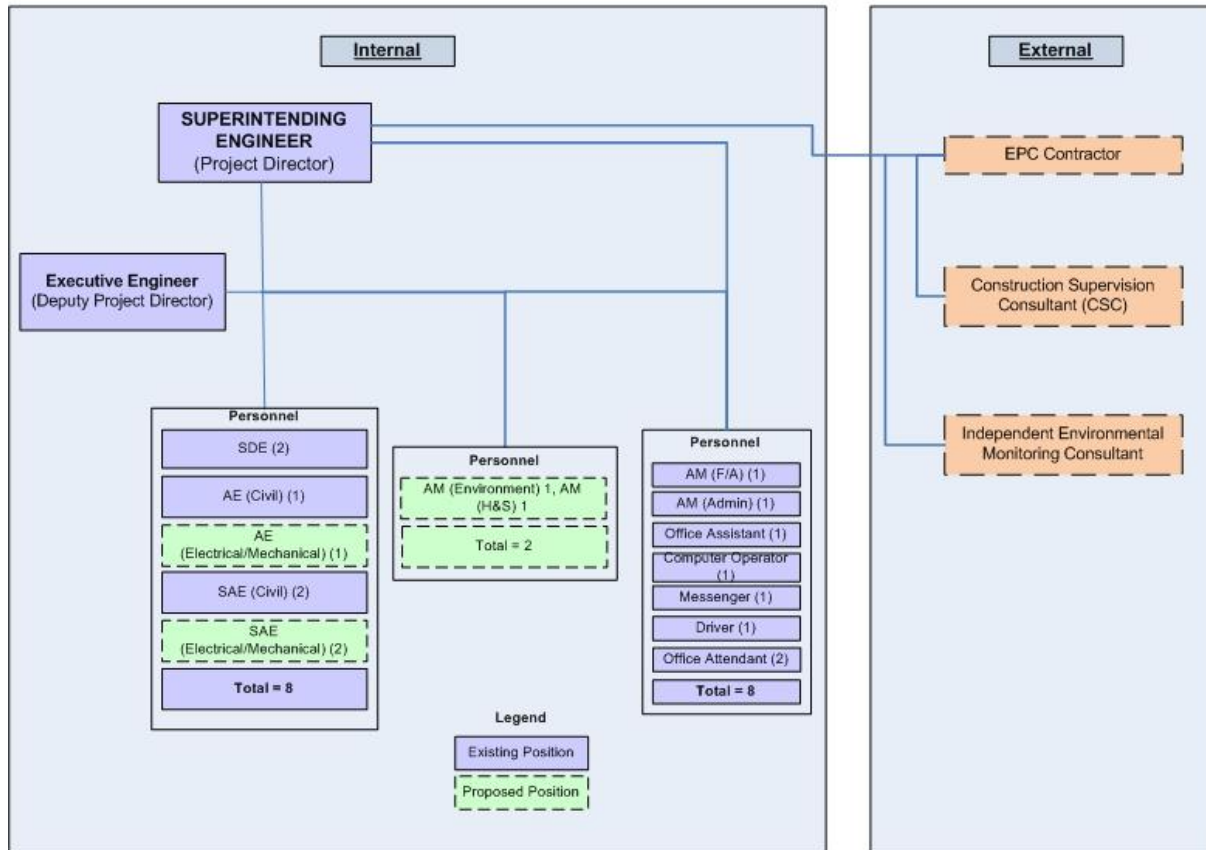 Internal
External
SUPERINTENDING
ENGINEER
(Project Director)
EPC Contractor
Executive Engineer
(Deputy Project Director)
Construction Supervision
Consultant (CSC)
Independent Environmental
Monitoring Consultant
Personnel
SDE (2)
AE (Civil) (1)
AE
(Electrical/Mechanical) (1)
SAE (Civil) (2)
SAE
(Electrical/Mechanical) (2)
Total = 8
Personnel
AM (Environment) 1, AM
(H&S) 1
Total = 2
Personnel
AM (F/A) (1)
AM (Admin) (1)
Office Assistant (1)
Computer Operator
(1)
Messenger (1)
Driver (1)
Office Attendant (2)
Total = 8
Legend
Existing Position
Proposed Position